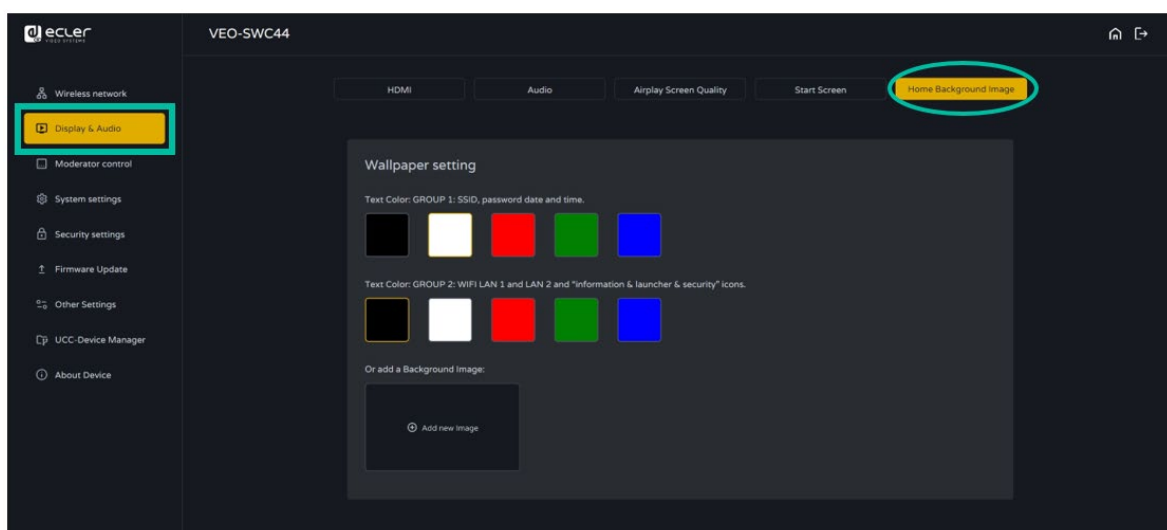 ecler
VIDEO SYSTEMS
VEO-SWC44
Wireless network
Display & Audio
Moderator control
System settings
Security settings
Firmware Update
Other Settings
UCC-Device Manager
About Device
HDMI
Audio
Airplay Screen Quality
Start Screen
Home Background Image
Wallpaper setting
Text Color: GROUP 1: SSID, password date and time.
Text Color: GROUP 2: WIFI LAN 1 and LAN 2 and "information & launcher & security" icons.
Or add a Background Image:
Add new Image